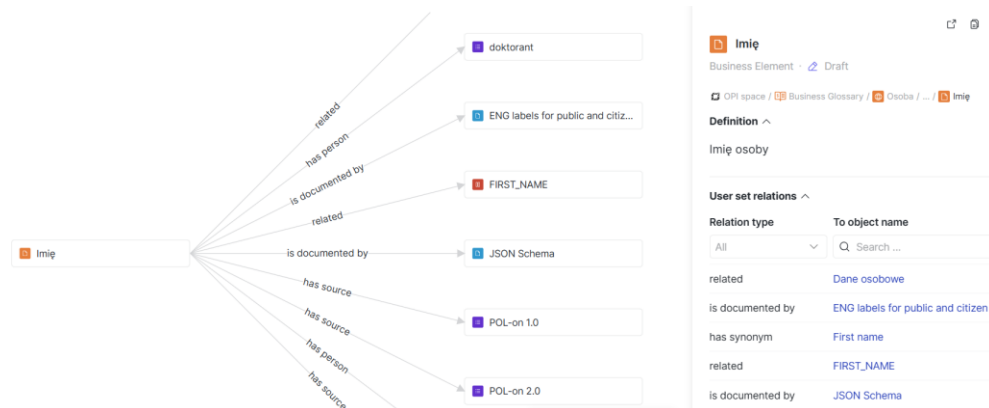 related
doktorant
has person
ENG labels for public and citiz...
is documented by
FIRST_NAME
related
Imię
is documented by
JSON Schema
has source
POL-on 1.0
has source
POL-on 2.0
has person
has source
Imię
Business Element · Draft
OPI space / Business Glossary / Osoba / ... / Imię
Definition
Imię osoby
User set relations
Relation type To object name
All Search ...
related Dane osobowe
is documented by ENG labels for public and citizen
has synonym First name
related FIRST_NAME
is documented by JSON Schema